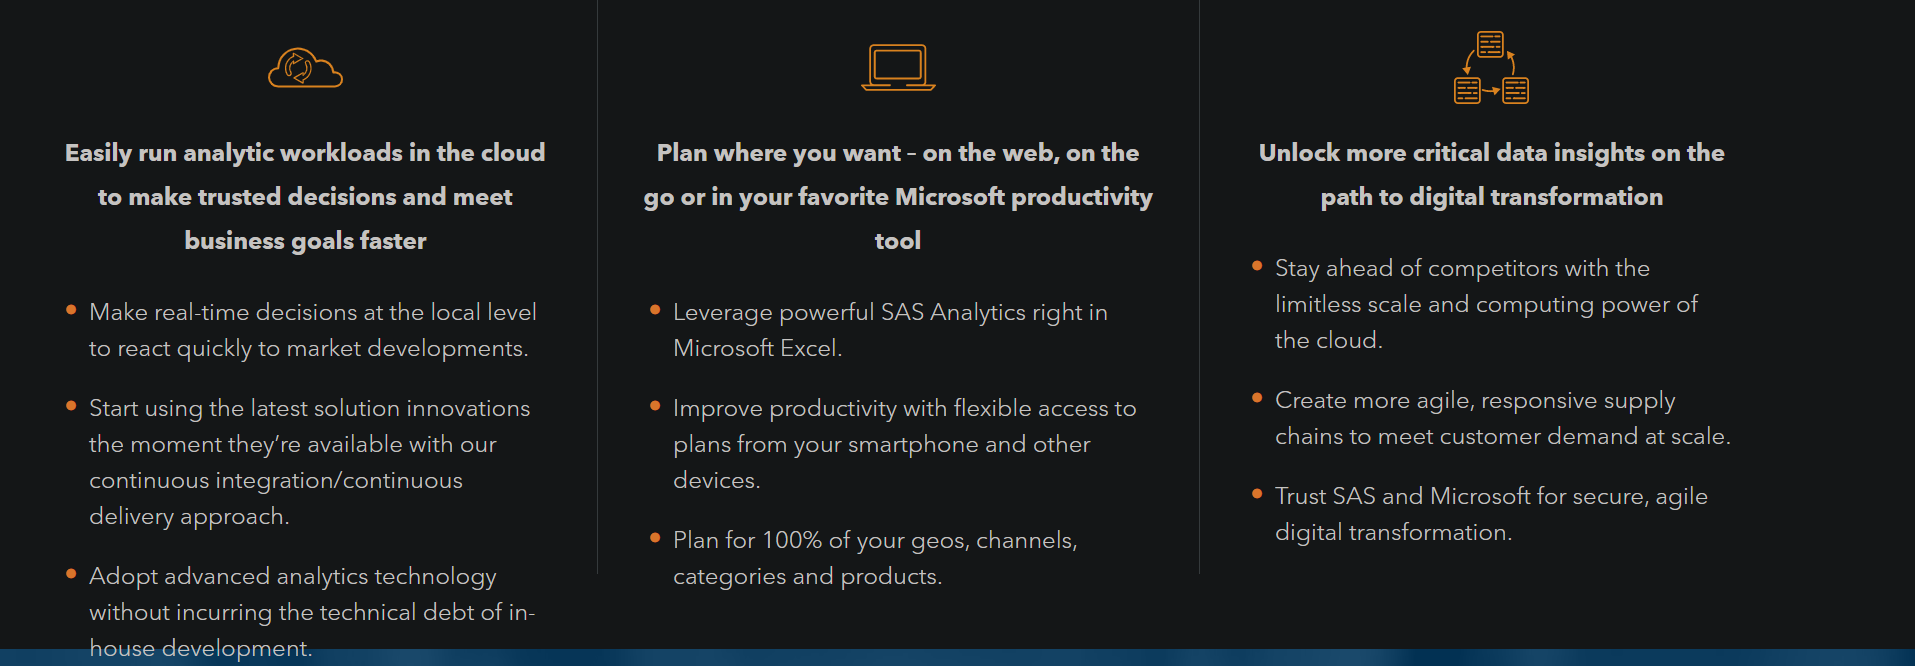 Easily run analytic workloads in the cloud
to make trusted decisions and meet
business goals faster
Make real-time decisions at the local level
to react quickly to market developments.
Start using the latest solution innovations
the moment they’re available with our
continuous integration/continuous
delivery approach.
Adopt advanced analytics technology
without incurring the technical debt of in-
house development.
Plan where you want – on the web, on the
go or in your favorite Microsoft productivity
tool
Leverage powerful SAS Analytics right in
Microsoft Excel.
Improve productivity with flexible access to
plans from your smartphone and other
devices.
Plan for 100% of your geos, channels,
categories and products.
Unlock more critical data insights on the
path to digital transformation
Stay ahead of competitors with the
limitless scale and computing power of
the cloud.
Create more agile, responsive supply
chains to meet customer demand at scale.
Trust SAS and Microsoft for secure, agile
digital transformation.